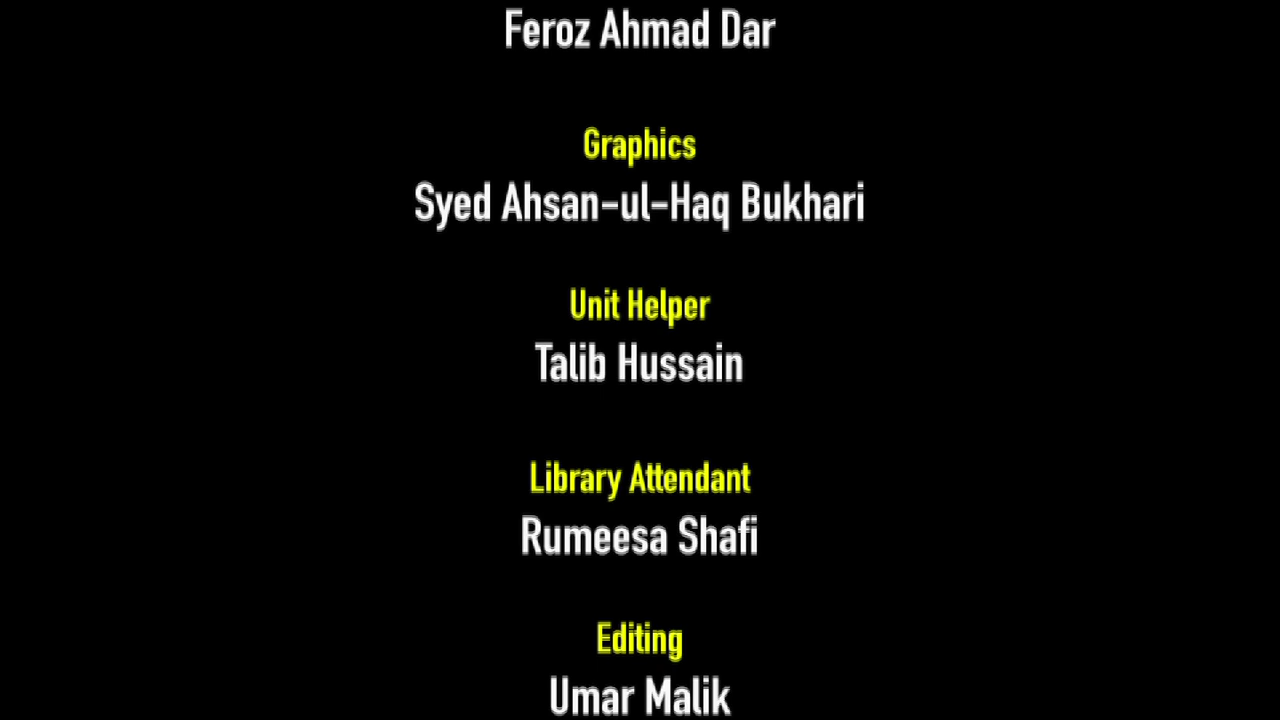 Feroz Ahmad Dar
Graphics
Syed Ahsan-ul-Haq Bukhari
Unit Helper
Talib Hussain
Library Attendant
Rumeesa Shafi
Editing
Umar Malik